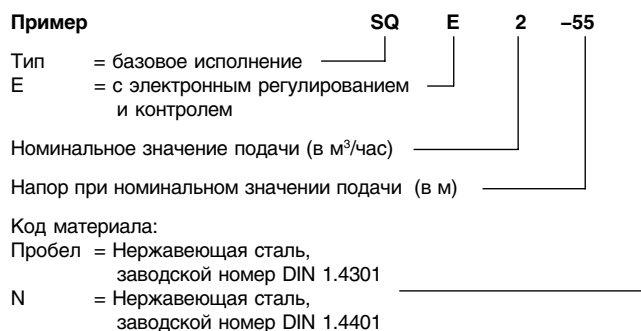 Пример SQ E 2 –55
Тип = базовое исполнение
E = с электронным регулированием
и контролем
Номинальное значение подачи (в м³/час)
Напор при номинальном значении подачи (в м)
Код материала:
Пробел = Нержавеющая сталь,
заводской номер DIN 1.4301
N = Нержавеющая сталь,
заводской номер DIN 1.4401